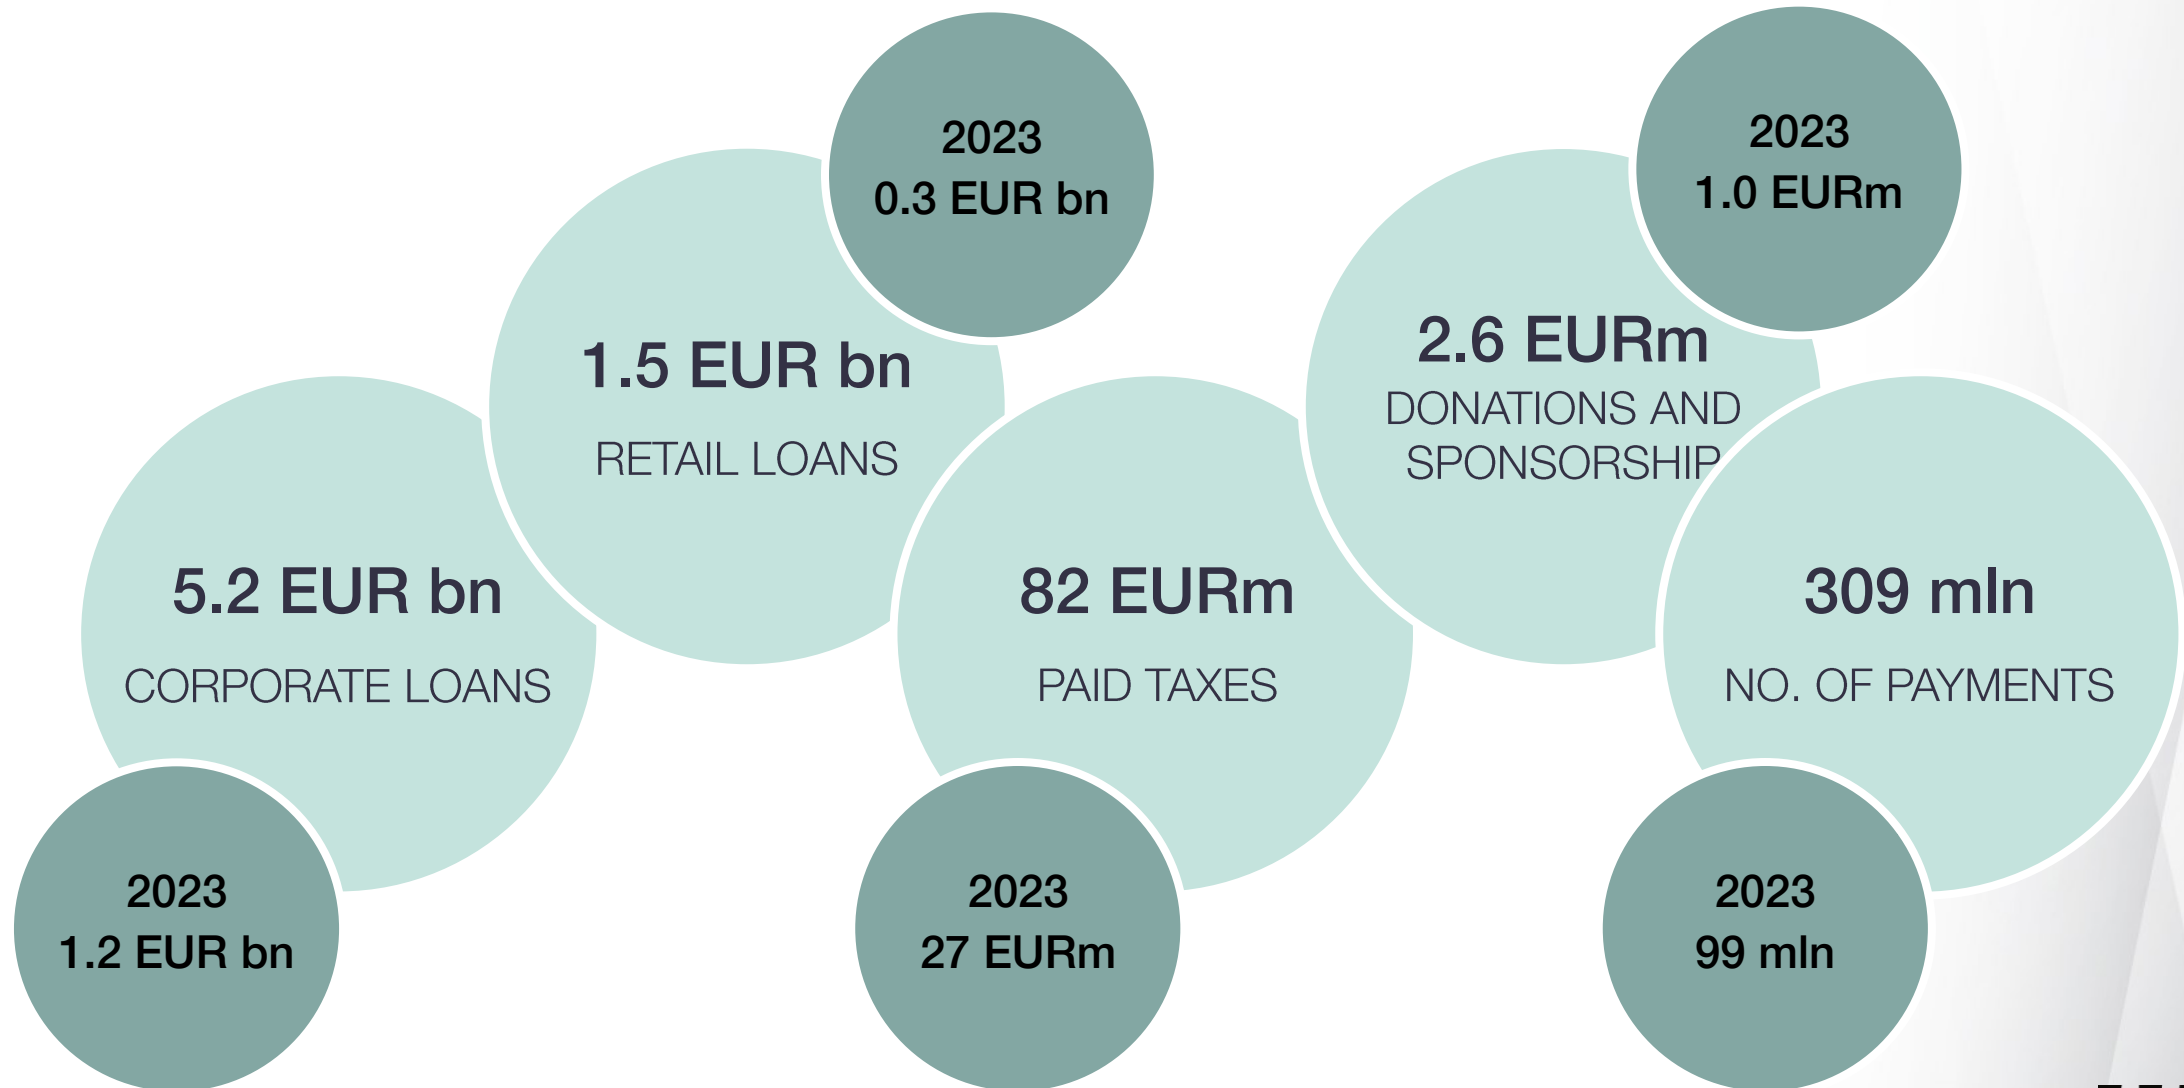 2023
0.3 EUR bn
1.5 EUR bn
RETAIL LOANS
2023
1.0 EURm
2.6 EURm
DONATIONS AND
SPONSORSHIP
5.2 EUR bn
CORPORATE LOANS
2023
1.2 EUR bn
82 EURm
PAID TAXES
2023
27 EURm
309 mln
NO. OF PAYMENTS
2023
99 mln